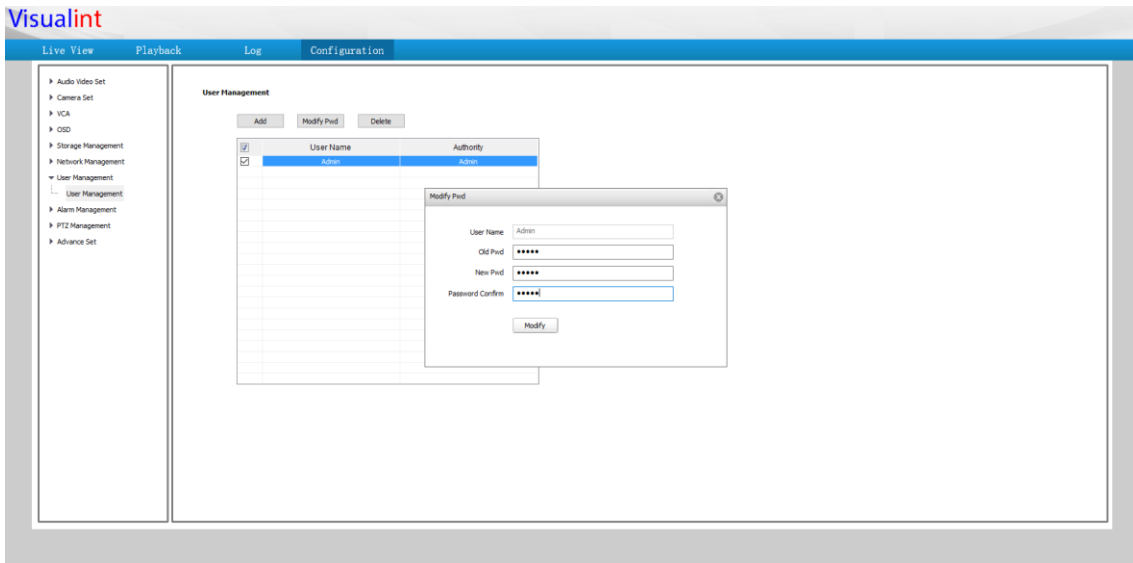 Visualint
Live View Playback Log Configuration
Audio Video Set
Camera Set
VCA
OSD
Storage Management
Network Management
User Management
User Management
Alarm Management
PTZ Management
Advance Set
User Management
Add Modify Pwd Delete
User Name Authority
Admin Admin
Modify Pwd
User Name Admin
Old Pwd •••••
New Pwd •••••
Password Confirm •••••
Modify